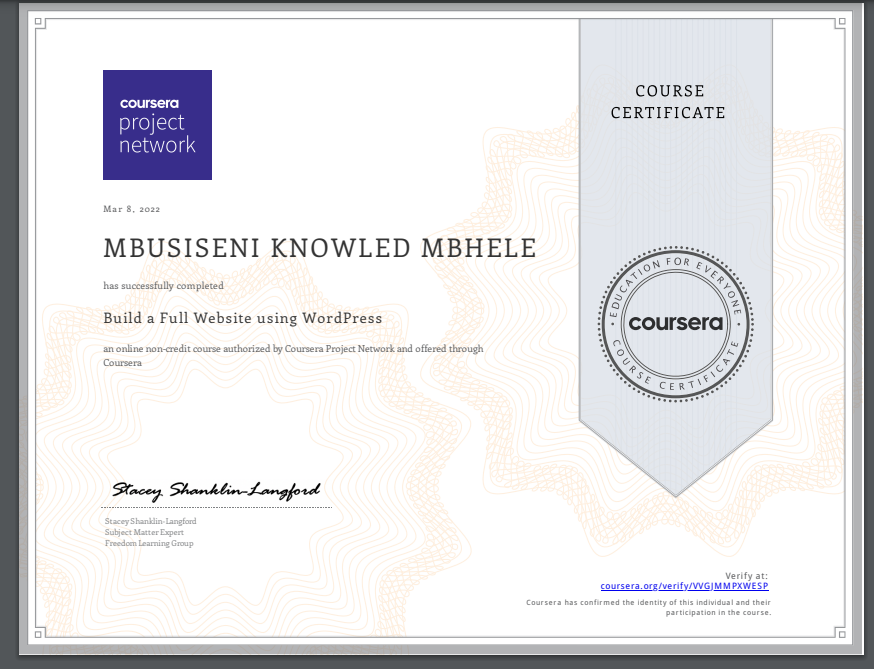 coursera
project
network
COURSE
CERTIFICATE
Mar 8, 2022
MBUSISENI KNOWLED MBHELE
has successfully completed
Build a Full Website using WordPress
an online non-credit course authorized by Coursera Project Network and offered through
Coursera
EDUCATION FOR EVERYONE
coursera
COURSE CERTIFICATE
Stacey Shanklin-Langford
Stacey Shanklin-Langford
Subject Matter Expert
Freedom Learning Group
Verify at:
coursera.org/verify/VVGJMMPXWESP
Coursera has confirmed the identity of this individual and their
participation in the course.